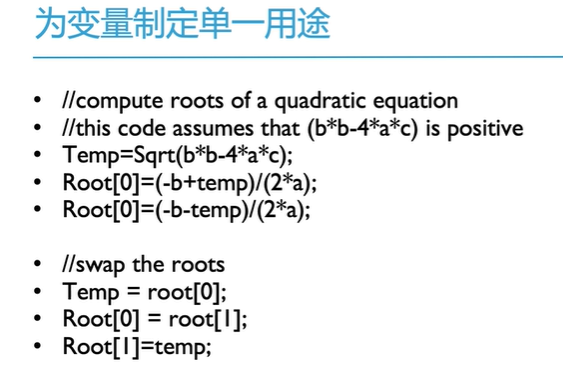 为变量制定单一用途
• //compute roots of a quadratic equation
• //this code assumes that (b*b-4*a*c) is positive
• Temp=Sqrt(b*b-4*a*c);
• Root[0]=(-b+temp)/(2*a);
• Root[0]=(-b-temp)/(2*a);
• //swap the roots
• Temp = root[0];
• Root[0] = root[1];
• Root[1]=temp;